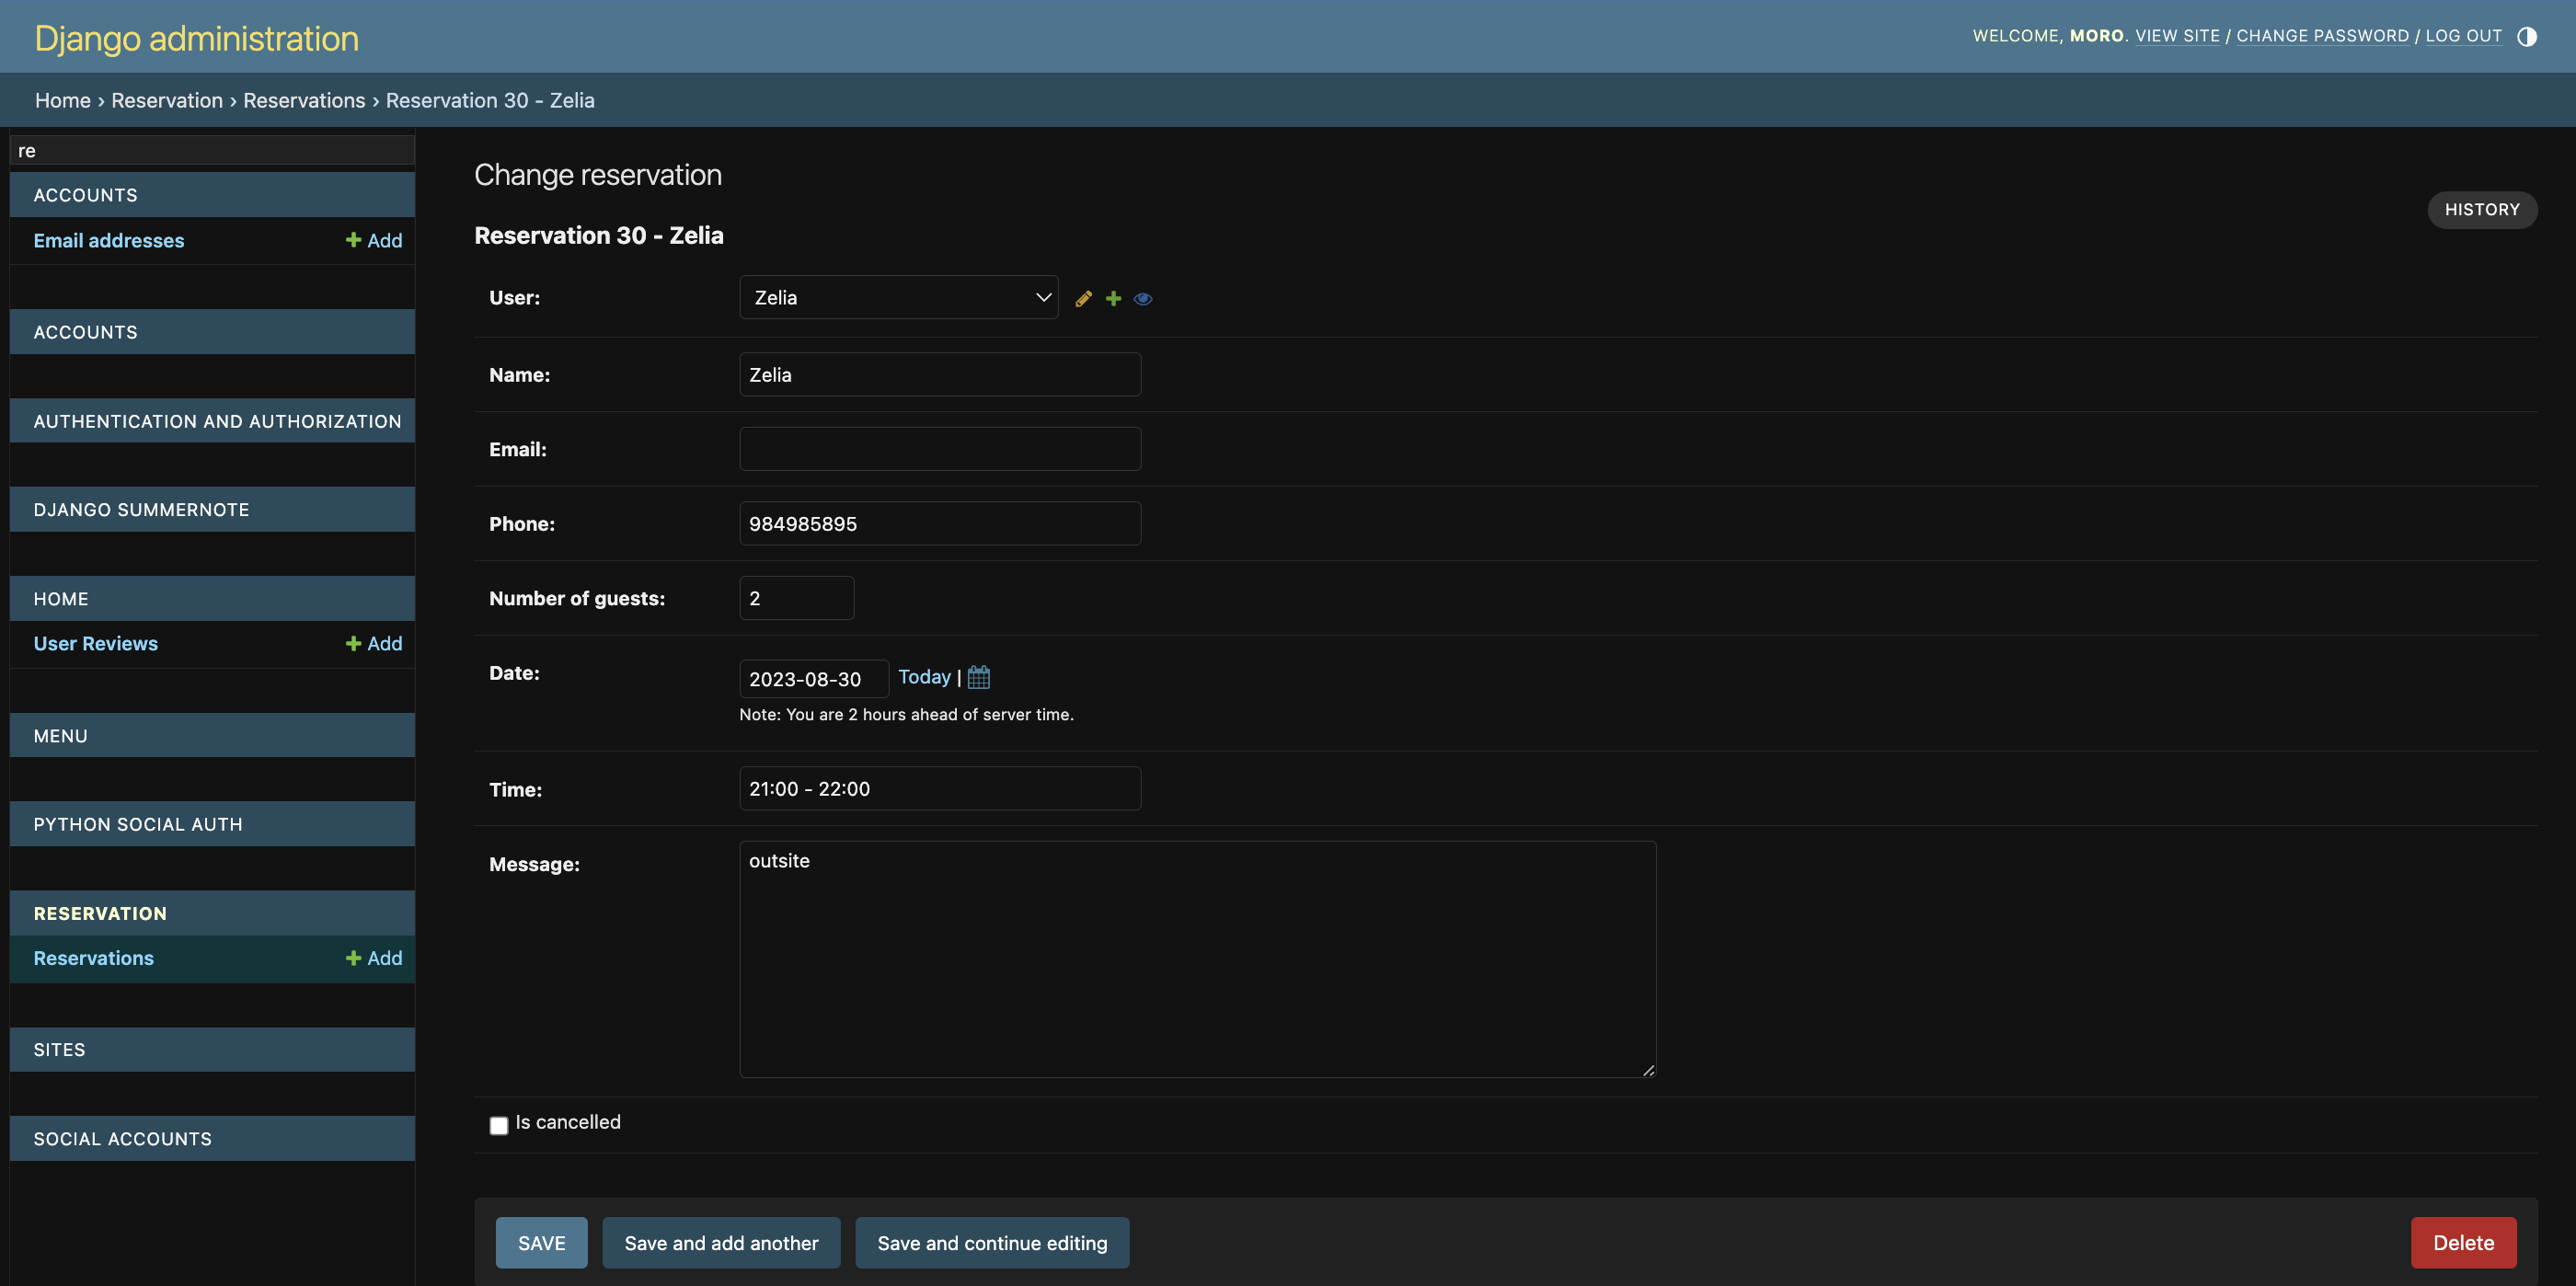 Django administration
WELCOME, MORO. VIEW SITE / CHANGE PASSWORD / LOG OUT
Home › Reservation › Reservations › Reservation 30 - Zelia
re
ACCOUNTS
Email addresses
Add
ACCOUNTS
AUTHENTICATION AND AUTHORIZATION
DJANGO SUMMERNOTE
HOME
User Reviews
Add
MENU
PYTHON SOCIAL AUTH
RESERVATION
Reservations
Add
SITES
SOCIAL ACCOUNTS
Change reservation
HISTORY
Reservation 30 - Zelia
User:
Zelia
Name:
Zelia
Email:
Phone:
984985895
Number of guests:
2
Date:
2023-08-30
Today |
Note: You are 2 hours ahead of server time.
Time:
21:00 - 22:00
Message:
outsite
Is cancelled
SAVE
Save and add another
Save and continue editing
Delete